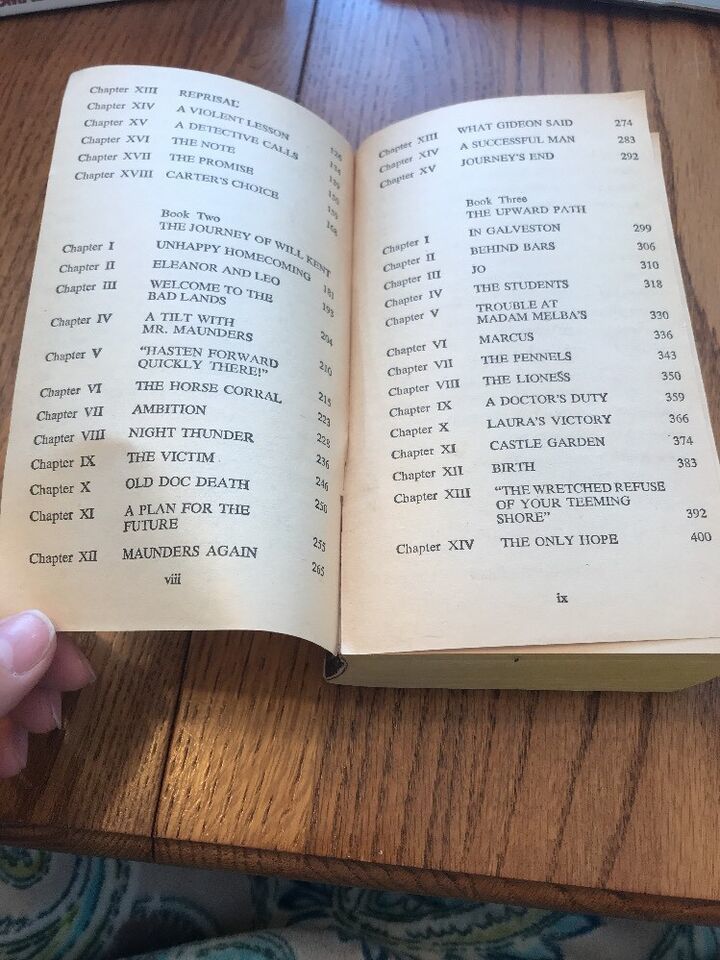 Chapter XIII REPRISAL
Chapter XIV A VIOLENT LESSON
Chapter XV A DETECTIVE CALLS
Chapter XVI THE NOTE
Chapter XVII THE PROMISE
Chapter XVIII CARTER'S CHOICE 168
Book Two
THE JOURNEY OF WILL KENT
Chapter I UNHAPPY HOMECOMING 181
Chapter II ELEANOR AND LEO 193
Chapter III WELCOME TO THE
BAD LANDS 204
Chapter IV A TILT WITH
MR. MAUNDERS 210
Chapter V "HASTEN FORWARD
QUICKLY THERE!" 215
Chapter VI THE HORSE CORRAL 223
Chapter VII AMBITION 228
Chapter VIII NIGHT THUNDER 236
Chapter IX THE VICTIM 246
Chapter X OLD DOC DEATH 250
Chapter XI A PLAN FOR THE
FUTURE 255
Chapter XII MAUNDERS AGAIN 265
viii
Chapter XIII WHAT GIDEON SAID 274
Chapter XIV A SUCCESSFUL MAN 283
Chapter XV JOURNEY'S END 292
Book Three
THE UPWARD PATH
Chapter I IN GALVESTON 299
Chapter II BEHIND BARS 306
Chapter III JO 310
Chapter IV THE STUDENTS 318
Chapter V TROUBLE AT
MADAM MELBA'S 330
Chapter VI MARCUS 336
Chapter VII THE PENNELS 343
Chapter VIII THE LIONESS 350
Chapter IX A DOCTOR'S DUTY 359
Chapter X LAURA'S VICTORY 366
Chapter XI CASTLE GARDEN 374
Chapter XII BIRTH 383
Chapter XIII "THE WRETCHED REFUSE
OF YOUR TEEMING
SHORE" 392
Chapter XIV THE ONLY HOPE 400
ix